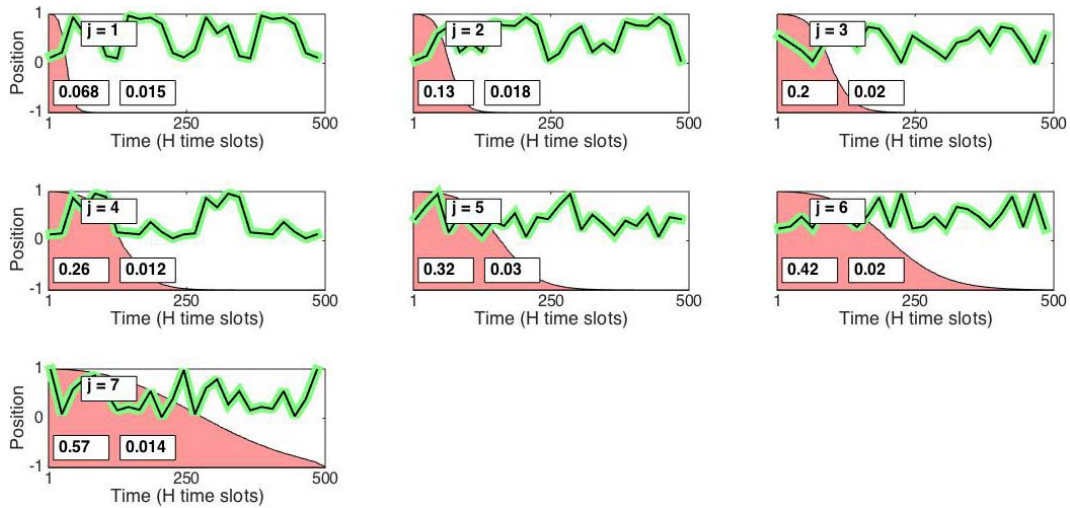 1
j = 1
j = 2
j = 3
Position
0
0.068 0.015
0.13 0.018
0.2 0.02
-1
1 250 500
1 250 500
1 250 500
Time (H time slots)
Time (H time slots)
Time (H time slots)
1
j = 4
j = 5
j = 6
Position
0
0.26 0.012
0.32 0.03
0.42 0.02
-1
1 250 500
1 250 500
1 250 500
Time (H time slots)
Time (H time slots)
Time (H time slots)
1
j = 7
Position
0
0.57 0.014
-1
1 250 500
Time (H time slots)